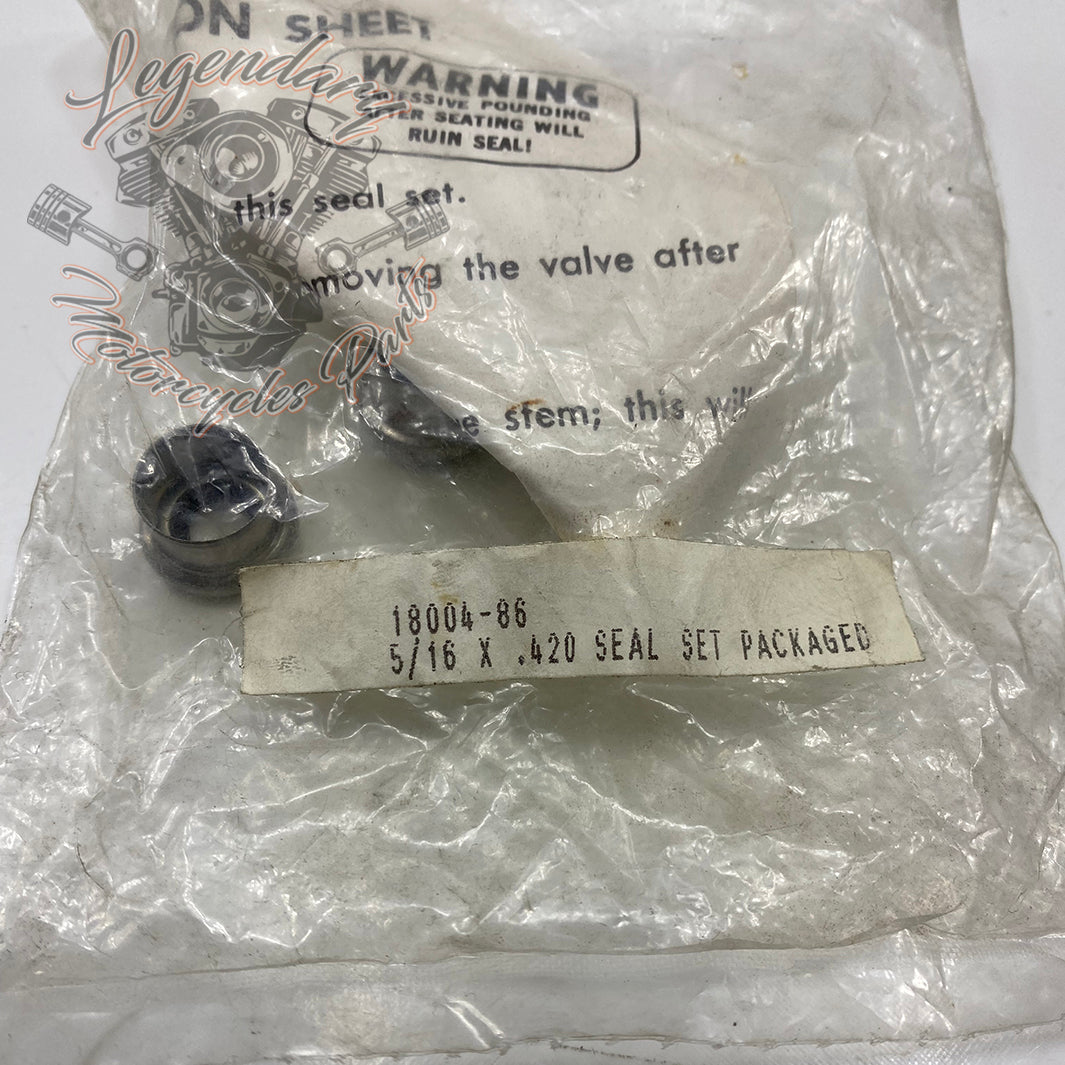 ON SHEET
WARNING
EXCESSIVE POUNDING
AFTER SEATING WILL
RUIN SEAL!
this seal set.
moving the valve after
stem; this will
18004-86
5/16 X .420 SEAL SET PACKAGED
Legendary
Motorcycles Parts